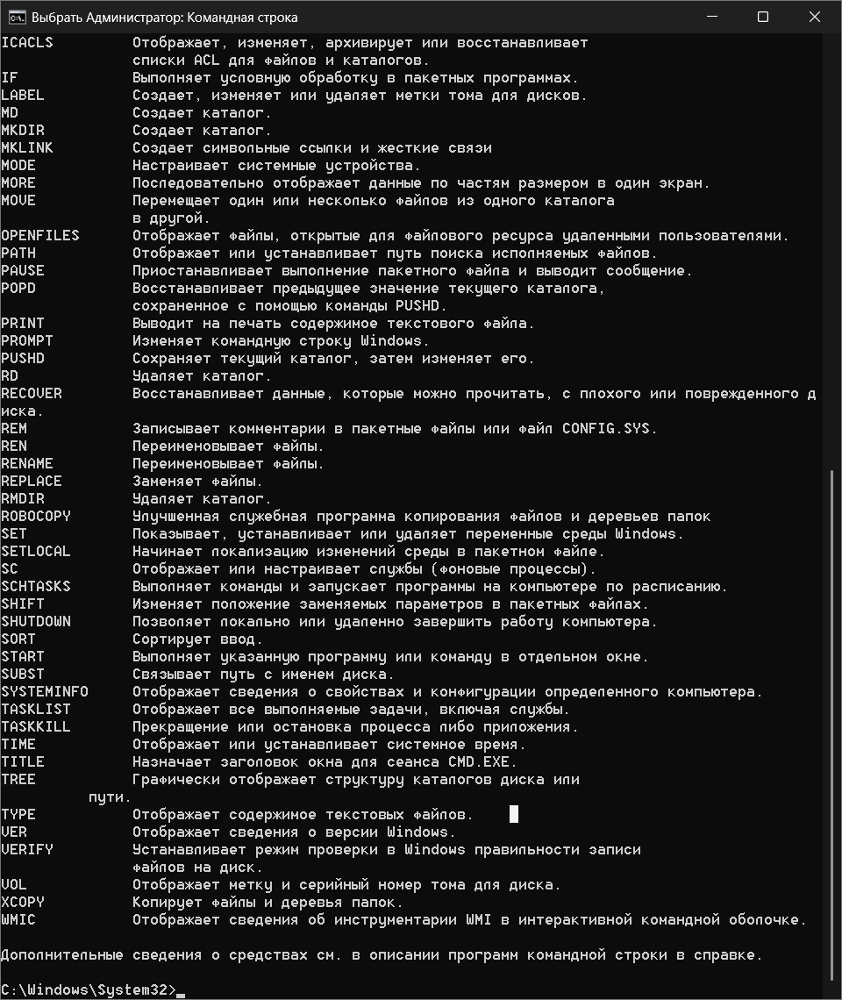 Выбрать Администратор: Командная строка
ICACLS Отображает, изменяет, архивирует или восстанавливает
списки ACL для файлов и каталогов.
IF Выполняет условную обработку в пакетных программах.
LABEL Создает, изменяет или удаляет метки тома для дисков.
MD Создает каталог.
MKDIR Создает каталог.
MKLINK Создает символьные ссылки и жесткие связи
MODE Настраивает системные устройства.
MORE Последовательно отображает данные по частям размером в один экран.
MOVE Перемещает один или несколько файлов из одного каталога
в другой.
OPENFILES Отображает файлы, открытые для файлового ресурса удаленными пользователями.
PATH Отображает или устанавливает путь поиска исполняемых файлов.
PAUSE Приостанавливает выполнение пакетного файла и выводит сообщение.
POPD Восстанавливает предыдущее значение текущего каталога,
сохраненное с помощью команды PUSHD.
PRINT Выводит на печать содержимое текстового файла.
PROMPT Изменяет командную строку Windows.
PUSHD Сохраняет текущий каталог, затем изменяет его.
RD Удаляет каталог.
RECOVER Восстанавливает данные, которые можно прочитать, с плохого или поврежденного д
иска.
REM Записывает комментарии в пакетные файлы или файл CONFIG.SYS.
REN Переименовывает файлы.
RENAME Переименовывает файлы.
REPLACE Заменяет файлы.
RMDIR Удаляет каталог.
ROBOCOPY Улучшенная служебная программа копирования файлов и деревьев папок
SET Показывает, устанавливает или удаляет переменные среды Windows.
SETLOCAL Начинает локализацию изменений среды в пакетном файле.
SC Отображает или настраивает службы (фоновые процессы).
SCHTASKS Выполняет команды и запускает программы на компьютере по расписанию.
SHIFT Изменяет положение заменяемых параметров в пакетных файлах.
SHUTDOWN Позволяет локально или удаленно завершить работу компьютера.
SORT Сортирует ввод.
START Выполняет указанную программу или команду в отдельном окне.
SUBST Связывает путь с именем диска.
SYSTEMINFO Отображает сведения о свойствах и конфигурации определенного компьютера.
TASKLIST Отображает все выполняемые задачи, включая службы.
TASKKILL Прекращение или остановка процесса либо приложения.
TIME Отображает или устанавливает системное время.
TITLE Назначает заголовок окна для сеанса CMD.EXE.
TREE Графически отображает структуру каталогов диска или
пути.
TYPE Отображает содержимое текстовых файлов.
VER Отображает сведения о версии Windows.
VERIFY Устанавливает режим проверки в Windows правильности записи
файлов на диск.
VOL Отображает метку и серийный номер тома для диска.
XCOPY Копирует файлы и деревья папок.
WMIC Отображает сведения об инструментарии WMI в интерактивной командной оболочке.
Дополнительные сведения о средствах см. в описании программ командной строки в справке.
C:\Windows\System32>_